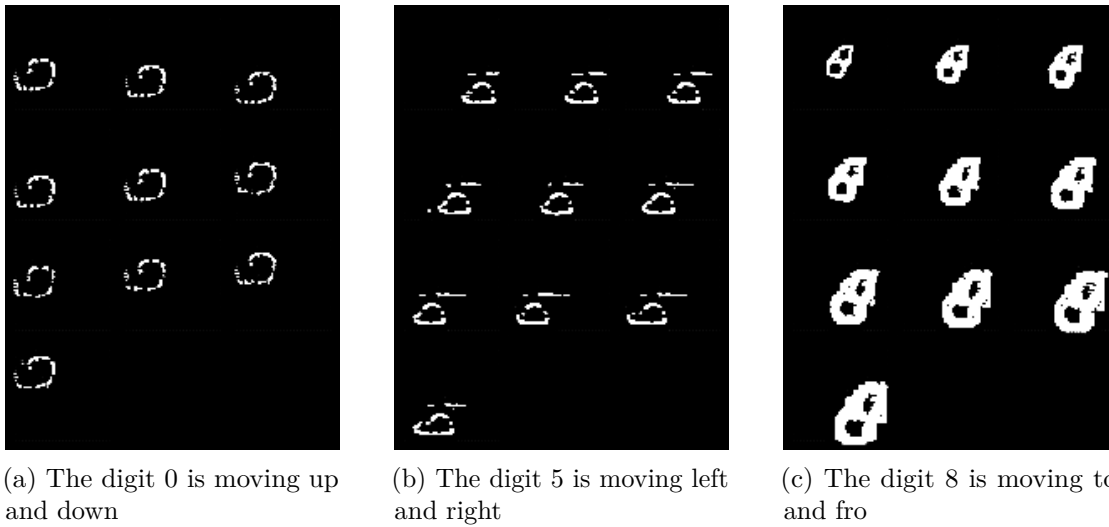 (a) The digit 0 is moving up
and down
(b) The digit 5 is moving left
and right
(c) The digit 8 is moving to
and fro